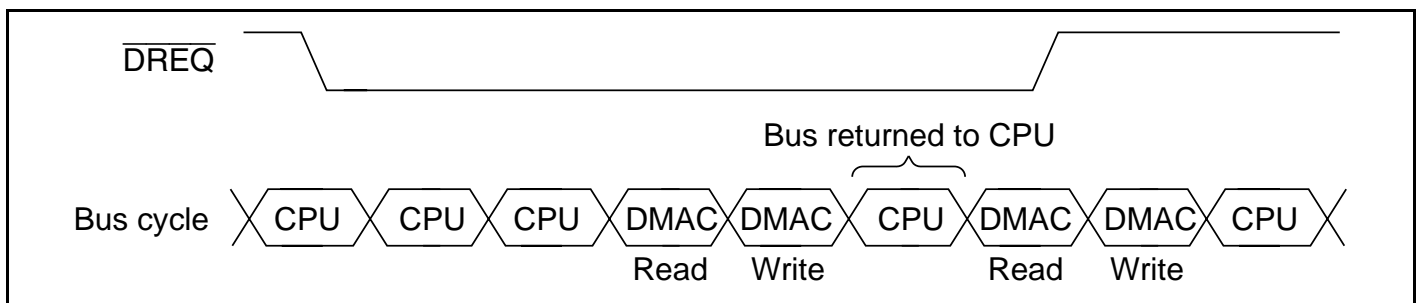 DREQ
Bus returned to CPU
Bus cycle CPU CPU CPU DMAC DMAC CPU DMAC DMAC CPU
Read Write Read Write